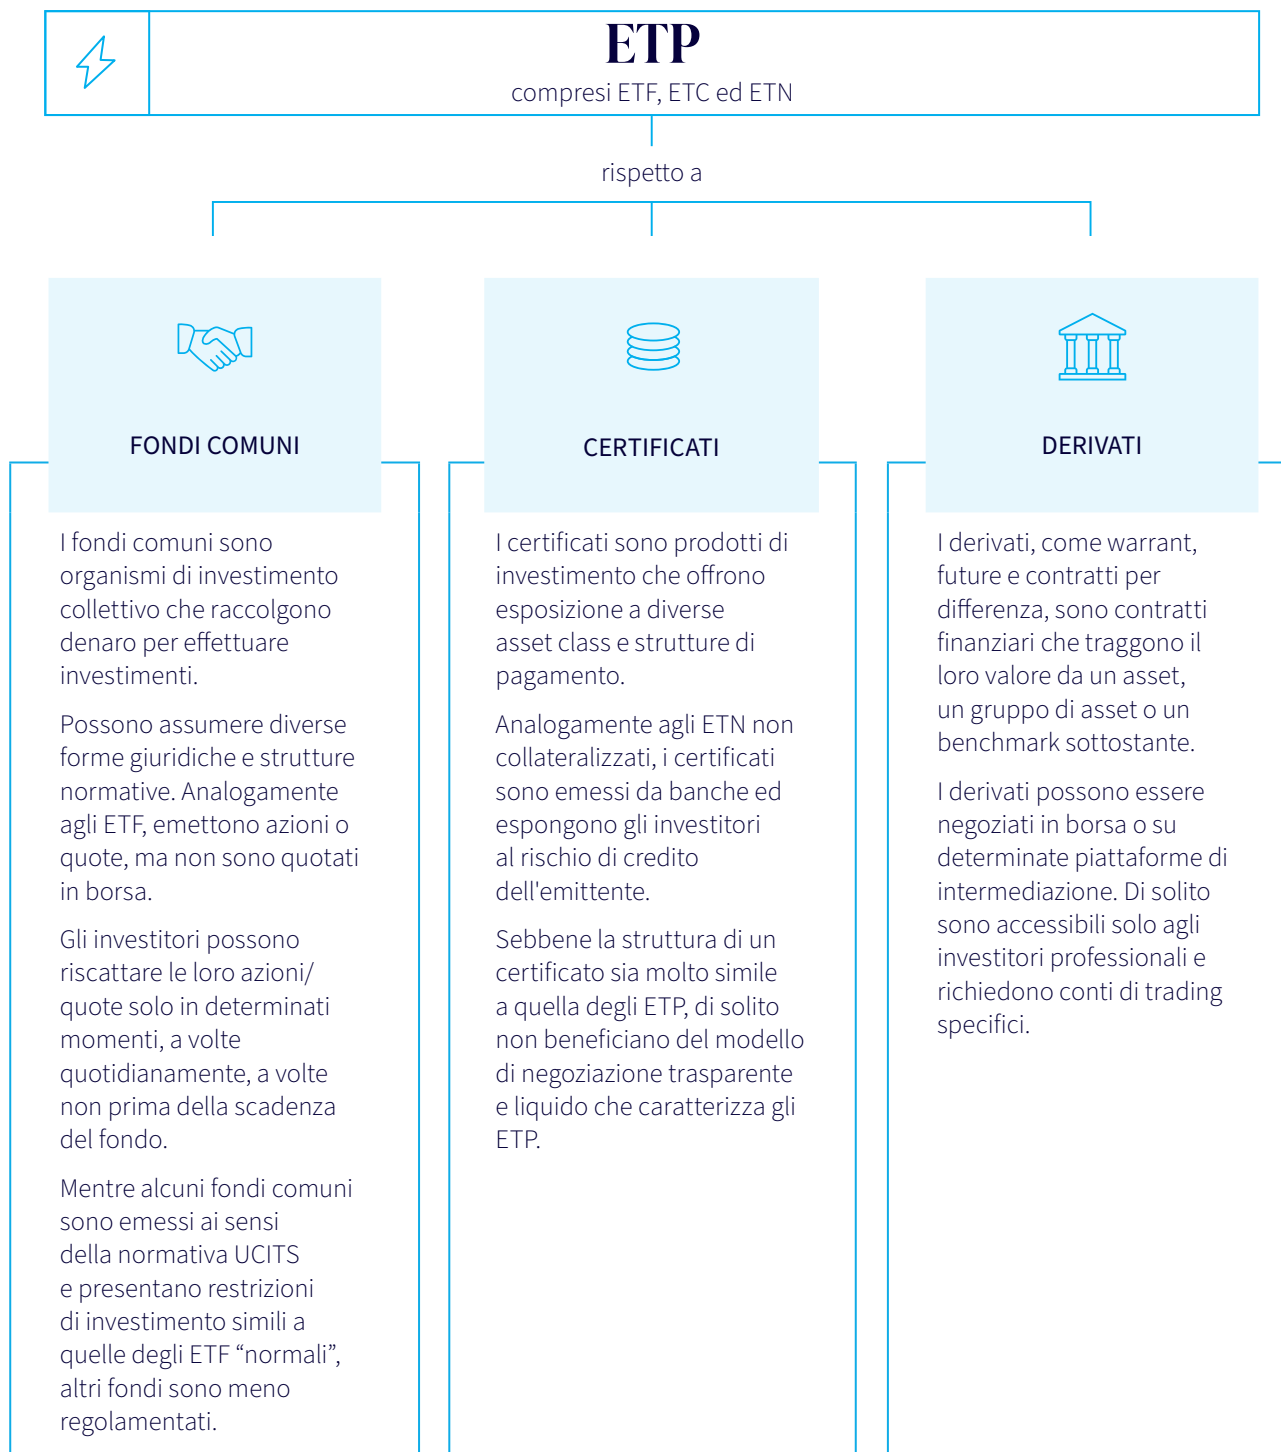 ETP
compresi ETF, ETC ed ETN
rispetto a
FONDI COMUNI
I fondi comuni sono
organismi di investimento
collettivo che raccolgono
denaro per effettuare
investimenti.
Possono assumere diverse
forme giuridiche e strutture
normative. Analogamente
agli ETF, emettono azioni o
quote, ma non sono quotati
in borsa.
Gli investitori possono
riscattare le loro azioni/
quote solo in determinati
momenti, a volte
quotidianamente, a volte
non prima della scadenza
del fondo.
Mentre alcuni fondi comuni
sono emessi ai sensi
della normativa UCITS
e presentano restrizioni
di investimento simili a
quelle degli ETF “normali”,
altri fondi sono meno
regolamentati.
CERTIFICATI
I certificati sono prodotti di
investimento che offrono
esposizione a diverse
asset class e strutture di
pagamento.
Analogamente agli ETN non
collateralizzati, i certificati
sono emessi da banche ed
espongono gli investitori
al rischio di credito
dell'emittente.
Sebbene la struttura di un
certificato sia molto simile
a quella degli ETP, di solito
non beneficiano del modello
di negoziazione trasparente
e liquido che caratterizza gli
ETP.
DERIVATI
I derivati, come warrant,
future e contratti per
differenza, sono contratti
finanziari che traggono il
loro valore da un asset,
un gruppo di asset o un
benchmark sottostante.
I derivati possono essere
negoziati in borsa o su
determinate piattaforme di
intermediazione. Di solito
sono accessibili solo agli
investitori professionali e
richiedono conti di trading
specifici.